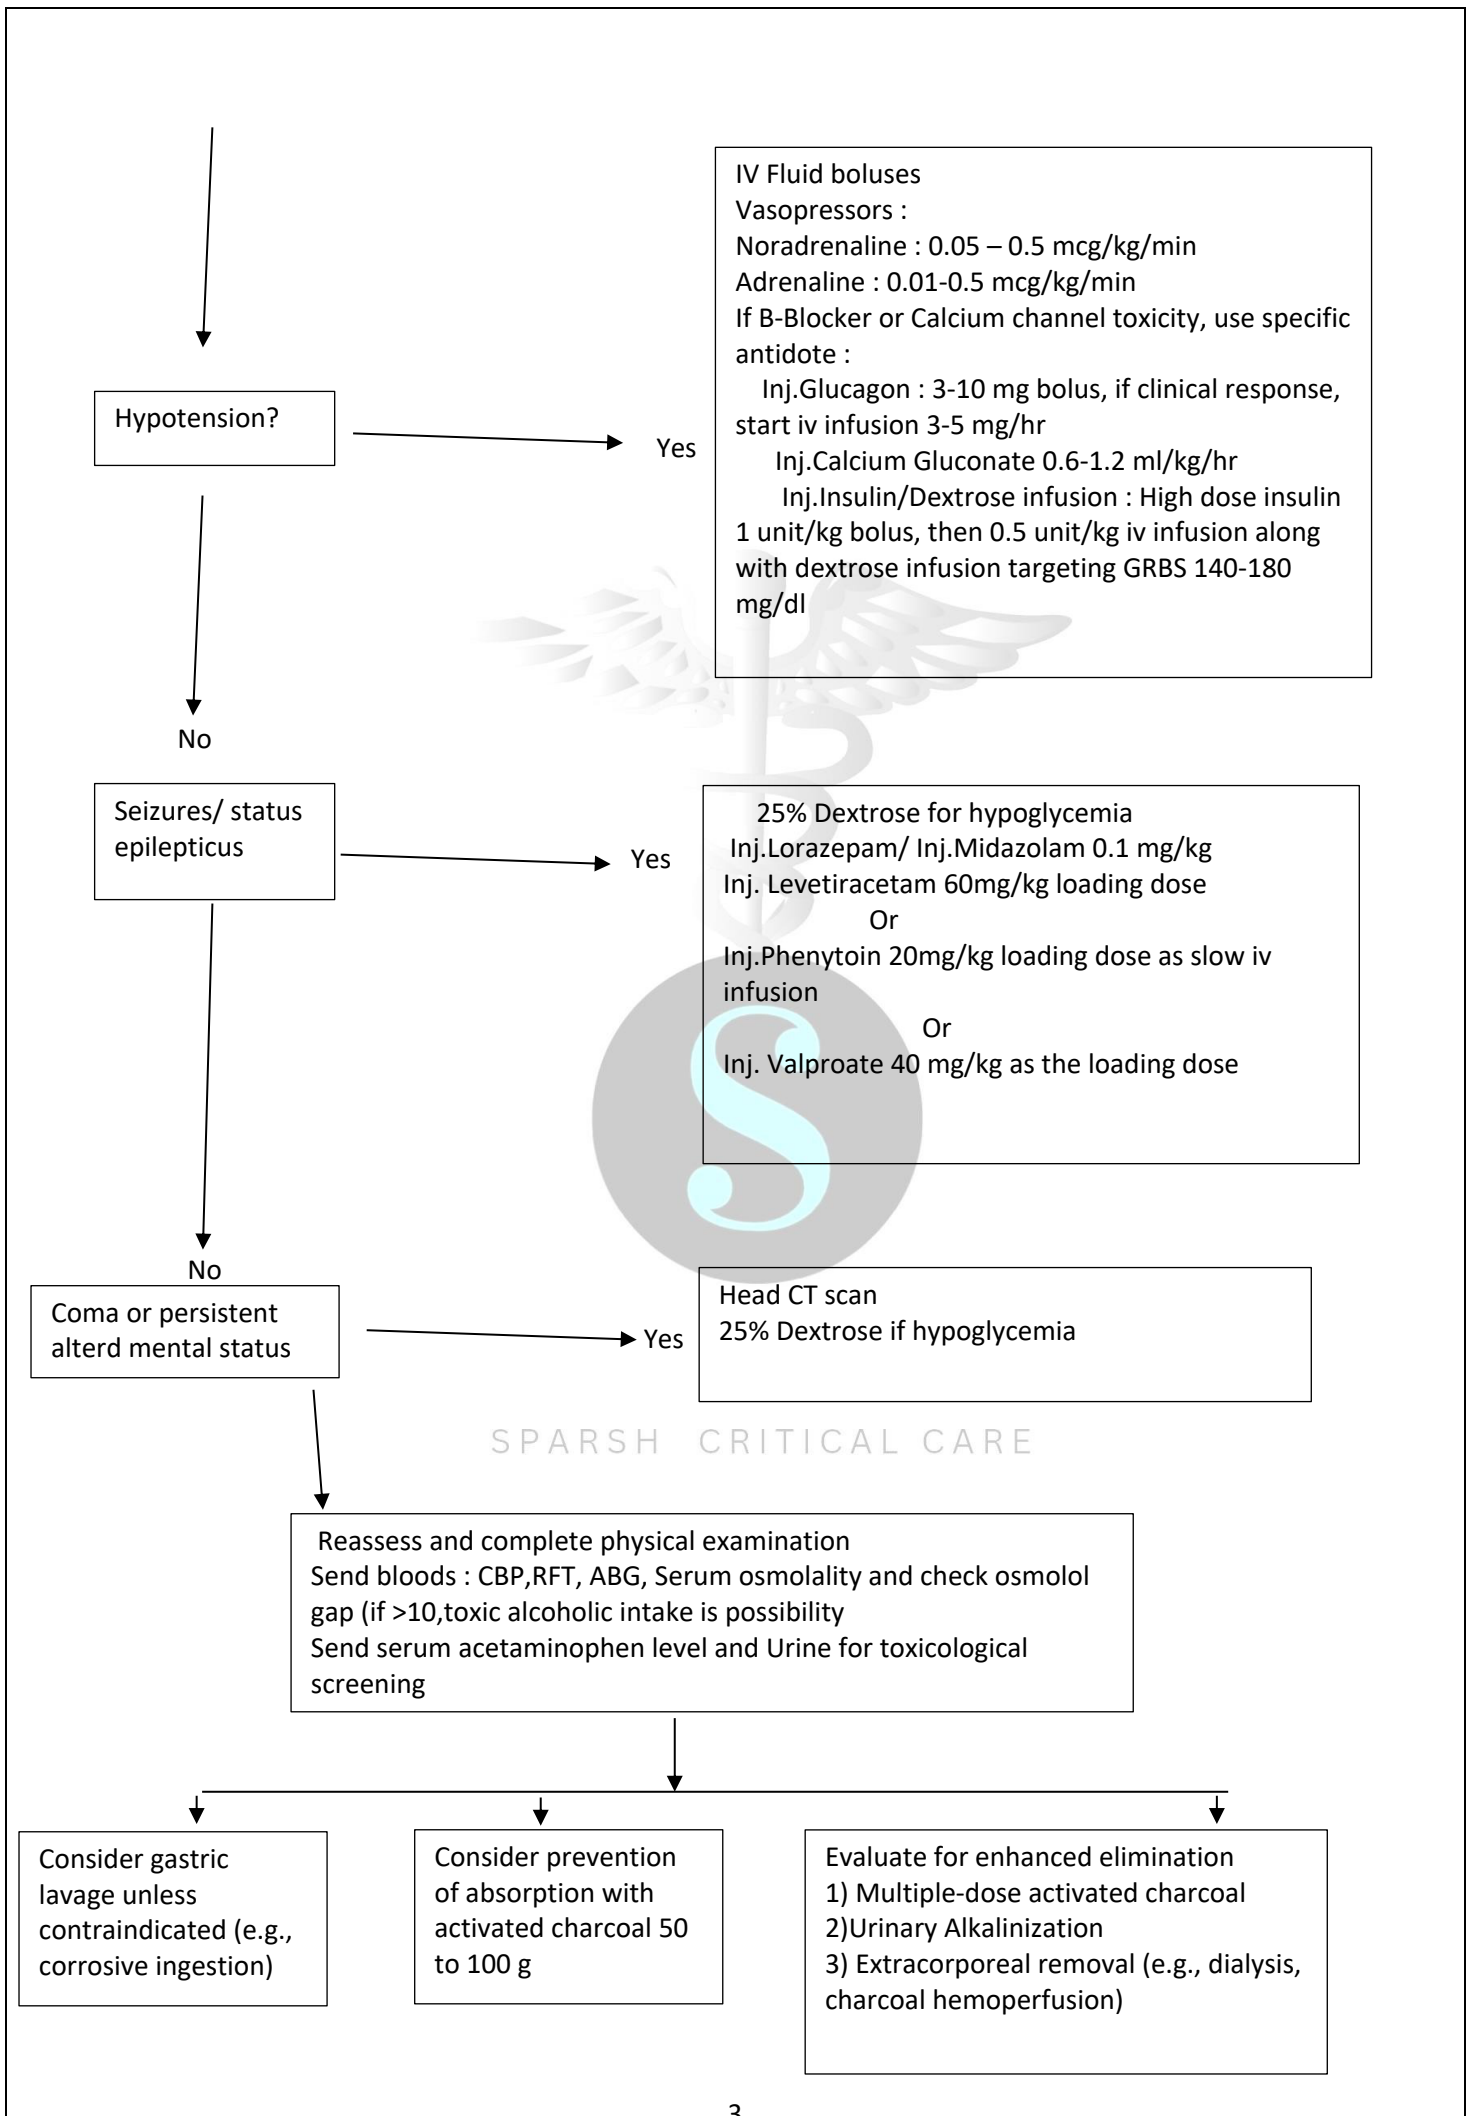 IV Fluid boluses
Vasopressors :
Noradrenaline : 0.05 – 0.5 mcg/kg/min
Adrenaline : 0.01-0.5 mcg/kg/min
If B-Blocker or Calcium channel toxicity, use specific
antidote :
Inj.Glucagon : 3-10 mg bolus, if clinical response,
start iv infusion 3-5 mg/hr
Inj.Calcium Gluconate 0.6-1.2 ml/kg/hr
Inj.Insulin/Dextrose infusion : High dose insulin
1 unit/kg bolus, then 0.5 unit/kg iv infusion along
with dextrose infusion targeting GRBS 140-180
mg/dl
Hypotension?
Yes
No
Seizures/ status
epilepticus
Yes
25% Dextrose for hypoglycemia
Inj.Lorazepam/ Inj.Midazolam 0.1 mg/kg
Inj. Levetiracetam 60mg/kg loading dose
Or
Inj.Phenytoin 20mg/kg loading dose as slow iv
infusion
Or
Inj. Valproate 40 mg/kg as the loading dose
S
No
Coma or persistent
alterd mental status
Yes
Head CT scan
25% Dextrose if hypoglycemia
SPARSH CRITICAL CARE
Reassess and complete physical examination
Send bloods : CBP,RFT, ABG, Serum osmolality and check osmolol
gap (if >10,toxic alcoholic intake is possibility
Send serum acetaminophen level and Urine for toxicological
screening
Consider gastric
lavage unless
contraindicated (e.g.,
corrosive ingestion)
Consider prevention
of absorption with
activated charcoal 50
to 100 g
Evaluate for enhanced elimination
1) Multiple-dose activated charcoal
2)Urinary Alkalinization
3) Extracorporeal removal (e.g., dialysis,
charcoal hemoperfusion)
3